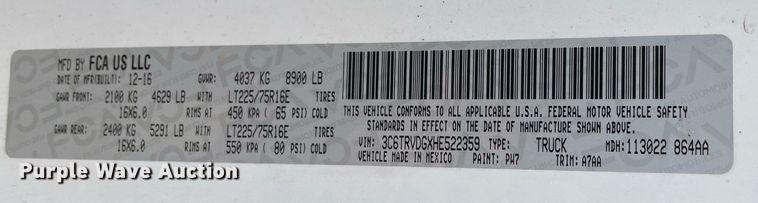 MFD BY FCA US LLC
DATE OF MFR(BUILT): 12-16 GVWR: 4037 KG 8900 LB
GAWR FRONT: 2100 KG 4629 LB WITH LT225/75R16E TIRES
16X6.0 RIMS AT 450 KPA ( 65 PSI) COLD
GAWR REAR: 2400 KG 5291 LB WITH LT225/75R16E TIRES
16X6.0 RIMS AT 550 KPA ( 80 PSI) COLD
THIS VEHICLE CONFORMS TO ALL APPLICABLE U.S.A. FEDERAL MOTOR VEHICLE SAFETY
STANDARDS IN EFFECT ON THE DATE OF MANUFACTURE SHOWN ABOVE.
VIN: 3C6TRVDGXHE522359 TYPE: TRUCK MDH: 113022 864AA
VEHICLE MADE IN MEXICO PAINT: PW7 TRIM: A7AA
Purple Wave Auction